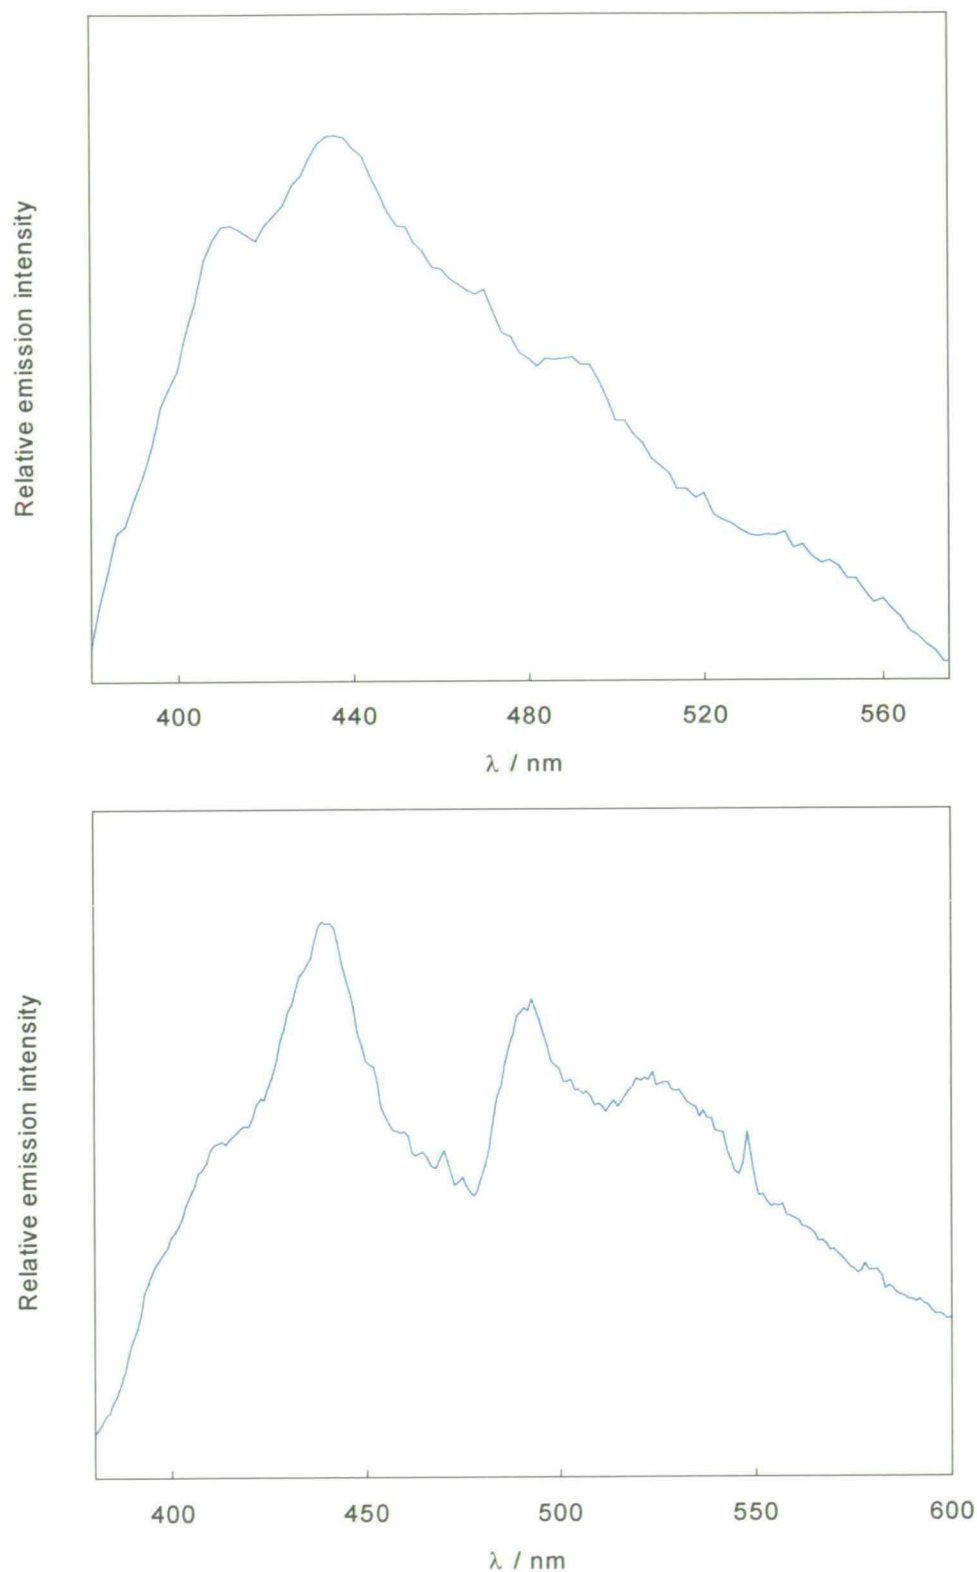 Relative emission intensity
400 440 480 520 560
λ / nm
Relative emission intensity
400 450 500 550 600
λ / nm